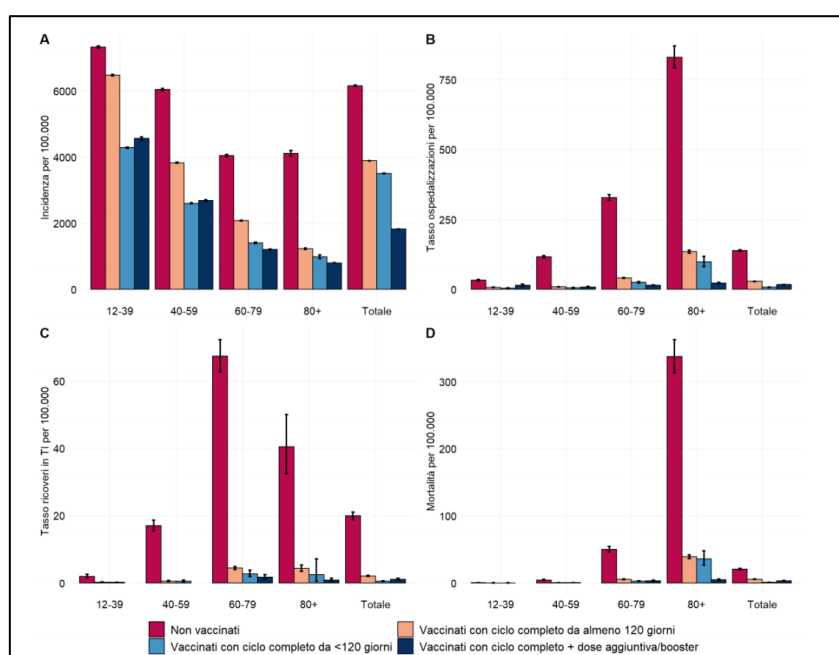 A
Incidenza per 100.000
6000
4000
2000
0
12-39
40-59
60-79
80+
Totale
B
Tasso ospedalizzazioni per 100.000
750
500
250
0
12-39
40-59
60-79
80+
Totale
C
Tasso ricoveri in TI per 100.000
60
40
20
0
12-39
40-59
60-79
80+
Totale
D
Mortalità per 100.000
300
200
100
0
12-39
40-59
60-79
80+
Totale
Non vaccinati
Vaccinati con ciclo completo da almeno 120 giorni
Vaccinati con ciclo completo da <120 giorni
Vaccinati con ciclo completo + dose aggiuntiva/booster